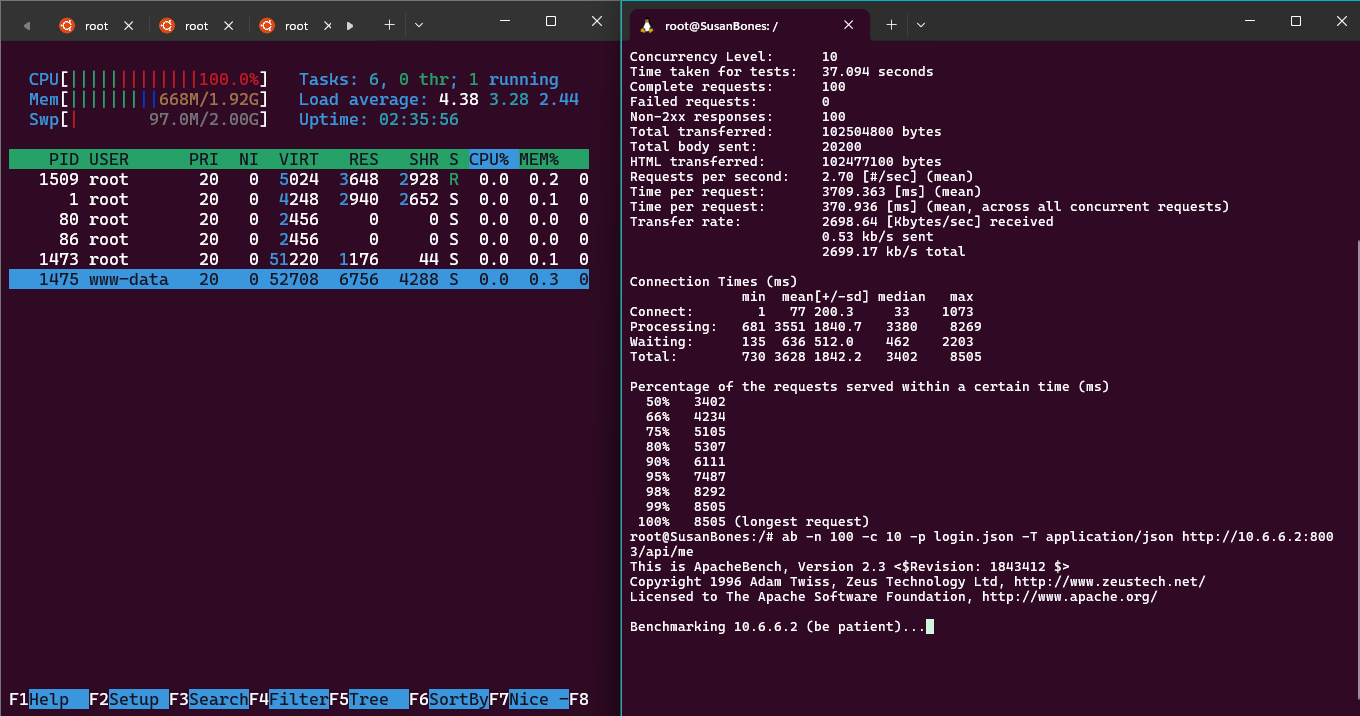 root root root
CPU[|||||||||||||100.0%] Tasks: 6, 0 thr; 1 running
Mem[||||||||| 668M/1.92G] Load average: 4.38 3.28 2.44
Swp[| 97.0M/2.00G] Uptime: 02:35:56
PID USER PRI NI VIRT RES SHR S CPU% MEM%
1509 root 20 0 5024 3648 2928 R 0.0 0.2 0
1 root 20 0 4248 2940 2652 S 0.0 0.1 0
80 root 20 0 2456 0 0 S 0.0 0.0 0
86 root 20 0 2456 0 0 S 0.0 0.0 0
1473 root 20 0 51220 1176 44 S 0.0 0.1 0
1475 www-data 20 0 52708 6756 4288 S 0.0 0.3 0
F1Help F2Setup F3SearchF4FilterF5Tree F6SortByF7Nice -F8
root@SusanBones: /
Concurrency Level: 10
Time taken for tests: 37.094 seconds
Complete requests: 100
Failed requests: 0
Non-2xx responses: 100
Total transferred: 102504800 bytes
Total body sent: 20200
HTML transferred: 102477100 bytes
Requests per second: 2.70 [#/sec] (mean)
Time per request: 3709.363 [ms] (mean)
Time per request: 370.936 [ms] (mean, across all concurrent requests)
Transfer rate: 2698.64 [Kbytes/sec] received
0.53 kb/s sent
2699.17 kb/s total
Connection Times (ms)
min mean[+/-sd] median max
Connect: 1 77 200.3 33 1073
Processing: 681 3551 1840.7 3380 8269
Waiting: 135 636 512.0 462 2203
Total: 730 3628 1842.2 3402 8505
Percentage of the requests served within a certain time (ms)
50% 3402
66% 4234
75% 5105
80% 5307
90% 6111
95% 7487
98% 8292
99% 8505
100% 8505 (longest request)
root@SusanBones:/# ab -n 100 -c 10 -p login.json -T application/json http://10.6.6.2:800
3/api/me
This is ApacheBench, Version 2.3 <$Revision: 1843412 $>
Copyright 1996 Adam Twiss, Zeus Technology Ltd, http://www.zeustech.net/
Licensed to The Apache Software Foundation, http://www.apache.org/
Benchmarking 10.6.6.2 (be patient)...